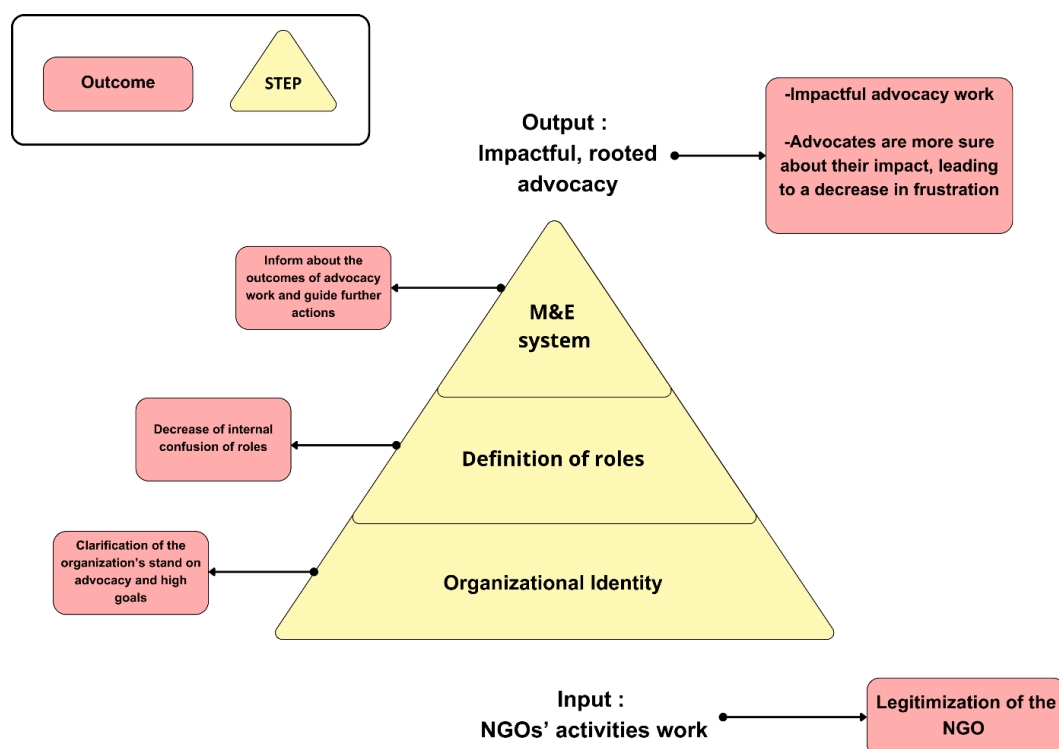 Outcome
STEP
Output :
Impactful, rooted
advocacy
-Impactful advocacy work
-Advocates are more sure
about their impact, leading
to a decrease in frustration
Inform about the
outcomes of advocacy
work and guide further
actions
M&E
system
Decrease of internal
confusion of roles
Definition of roles
Clarification of the
organization's stand on
advocacy and high
goals
Organizational Identity
Input :
NGOs' activities work
Legitimization of the
NGO